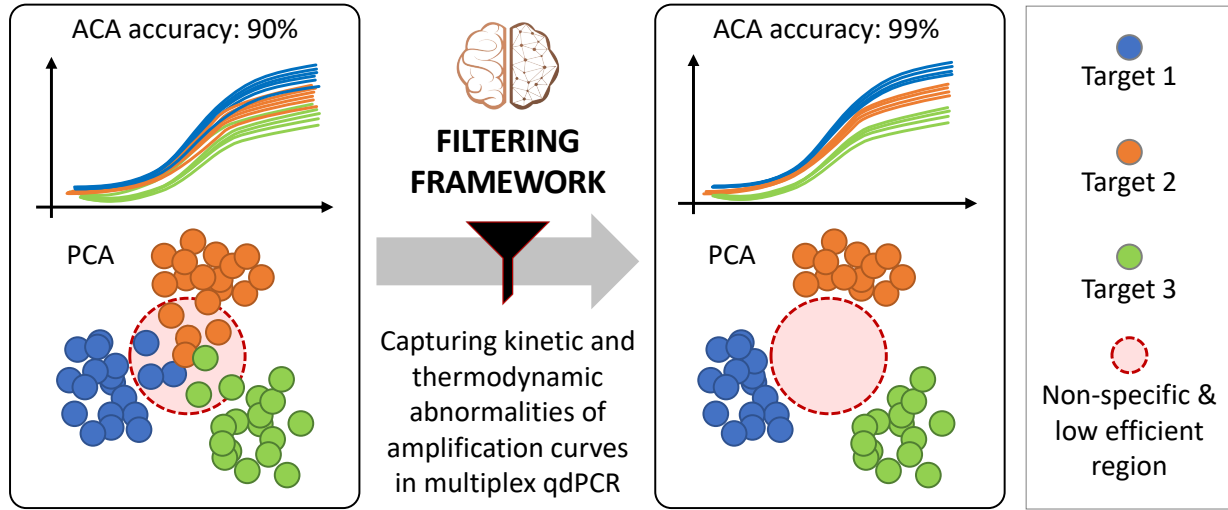 ACA accuracy: 90%
PCA
FILTERING
FRAMEWORK
Capturing kinetic and
thermodynamic
abnormalities of
amplification curves
in multiplex qdPCR
ACA accuracy: 99%
PCA
Target 1
Target 2
Target 3
Non-specific &
low efficient
region